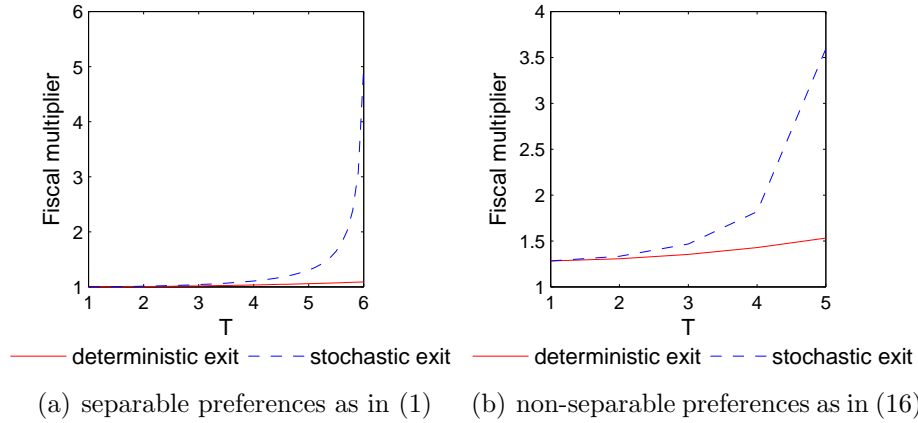 6
5
4
3
2
1
Fiscal multiplier
1 2 3 4 5 6
T
deterministic exit stochastic exit
(a) separable preferences as in (1)
4
3.5
3
2.5
2
1.5
1
Fiscal multiplier
1 2 3 4 5
T
deterministic exit stochastic exit
(b) non-separable preferences as in (16)